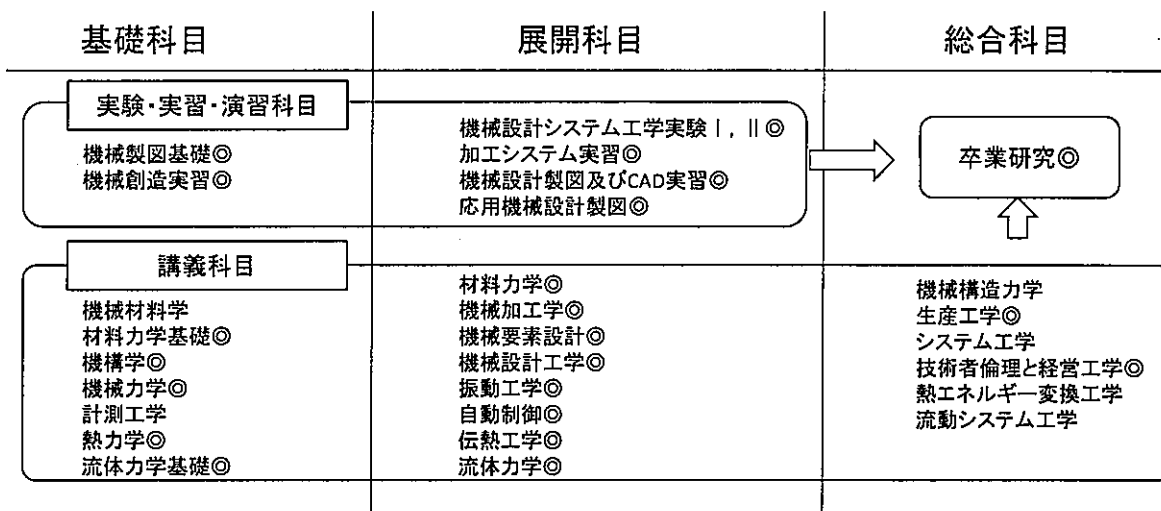 基礎科目
展開科目
総合科目
実験・実習・演習科目
機械製図基礎◎
機械創造実習◎
機械設計システム工学実験Ⅰ，Ⅱ◎
加工システム実習◎
機械設計製図及びCAD実習◎
応用機械設計製図◎
卒業研究◎
講義科目
機械材料学
材料力学基礎◎
機構学◎
機械力学◎
計測工学
熱力学◎
流体力学基礎◎
材料力学◎
機械加工学◎
機械要素設計◎
機械設計工学◎
振動工学◎
自動制御◎
伝熱工学◎
流体力学◎
機械構造力学
生産工学◎
システム工学
技術者倫理と経営工学◎
熱エネルギー変換工学
流動システム工学